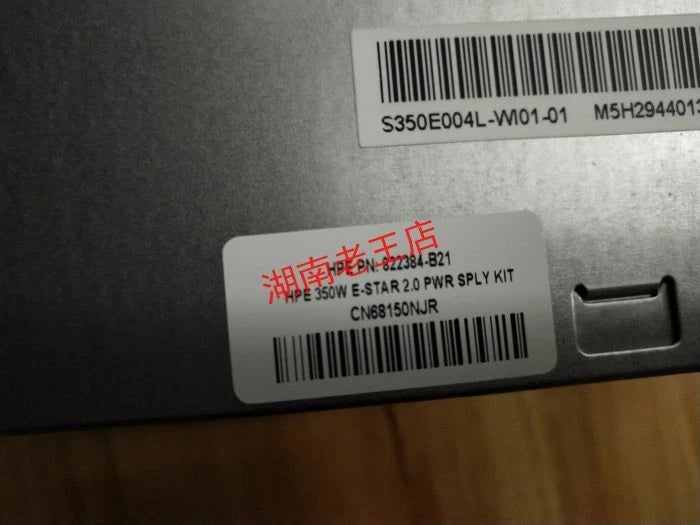 S350E004L-WI01-01 M5H2944013
湖南老王店
HPE PN: 822384-B21
HPE 350W E-STAR 2.0 PWR SPLY KIT
CN68150NJR